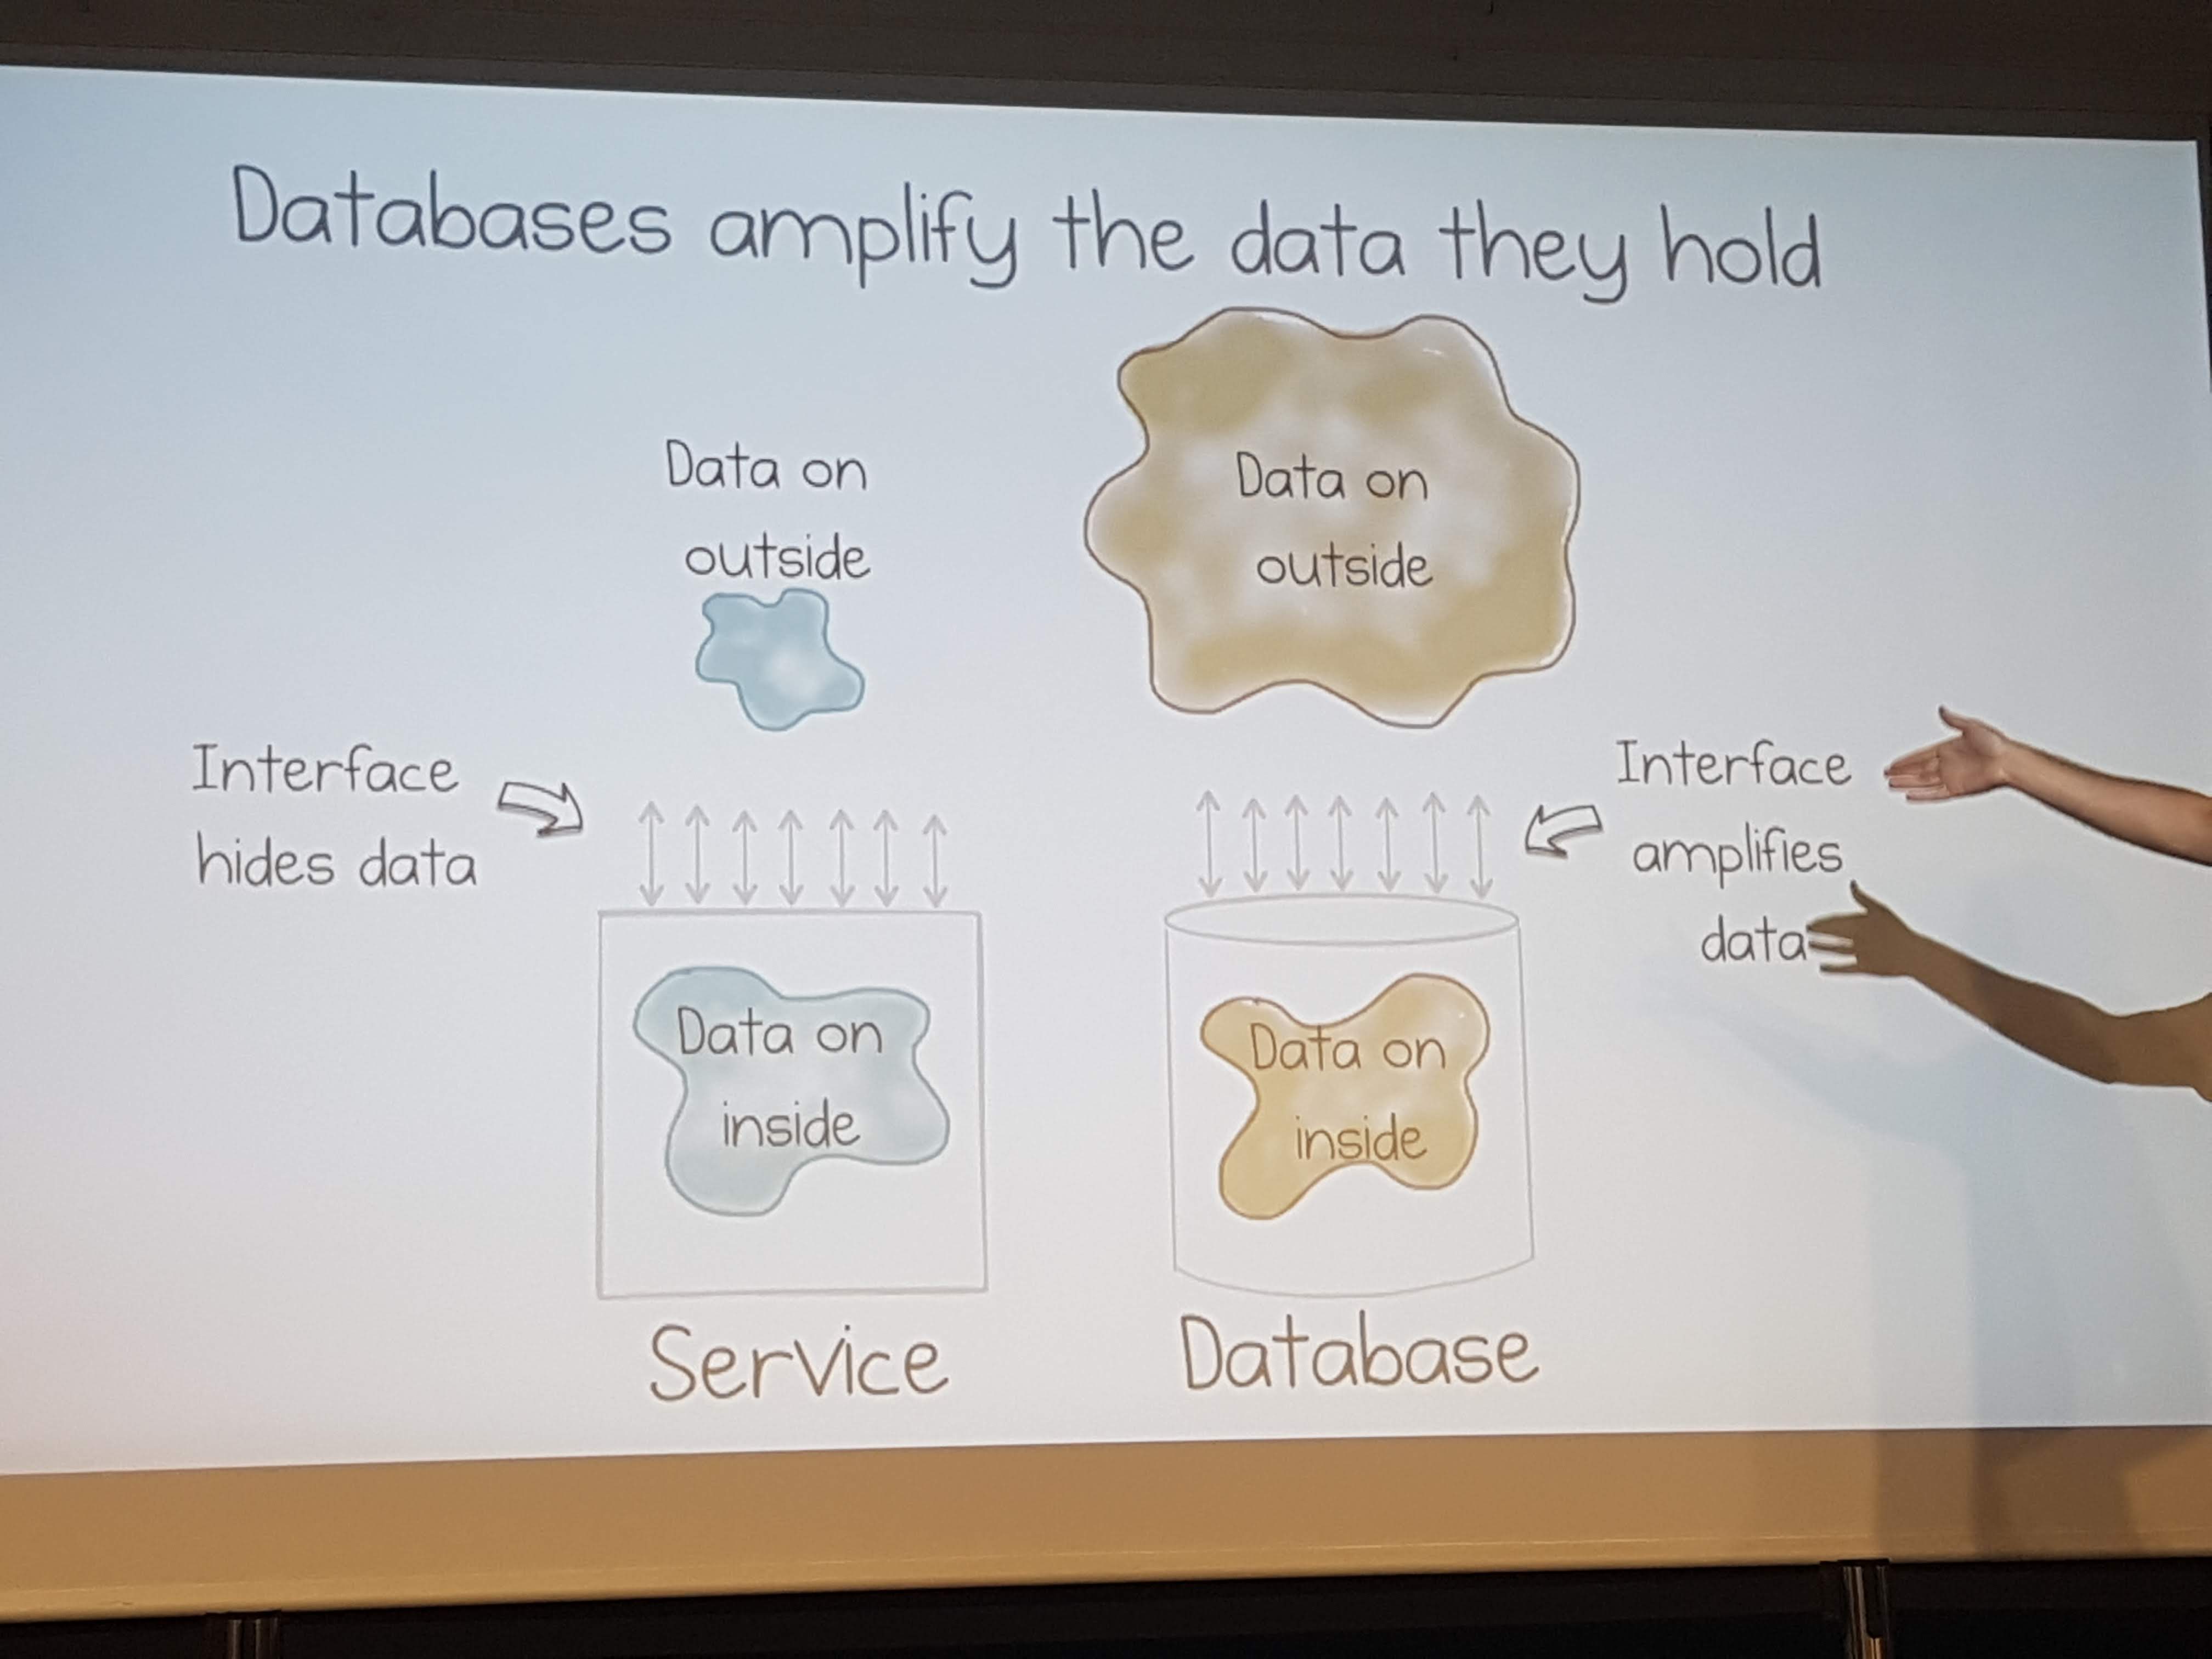 Databases amplify the data they hold
Data on
outside
Data on
outside
Interface
hides data
Interface
amplifies
data
Data on
inside
Data on
inside
Service
Database